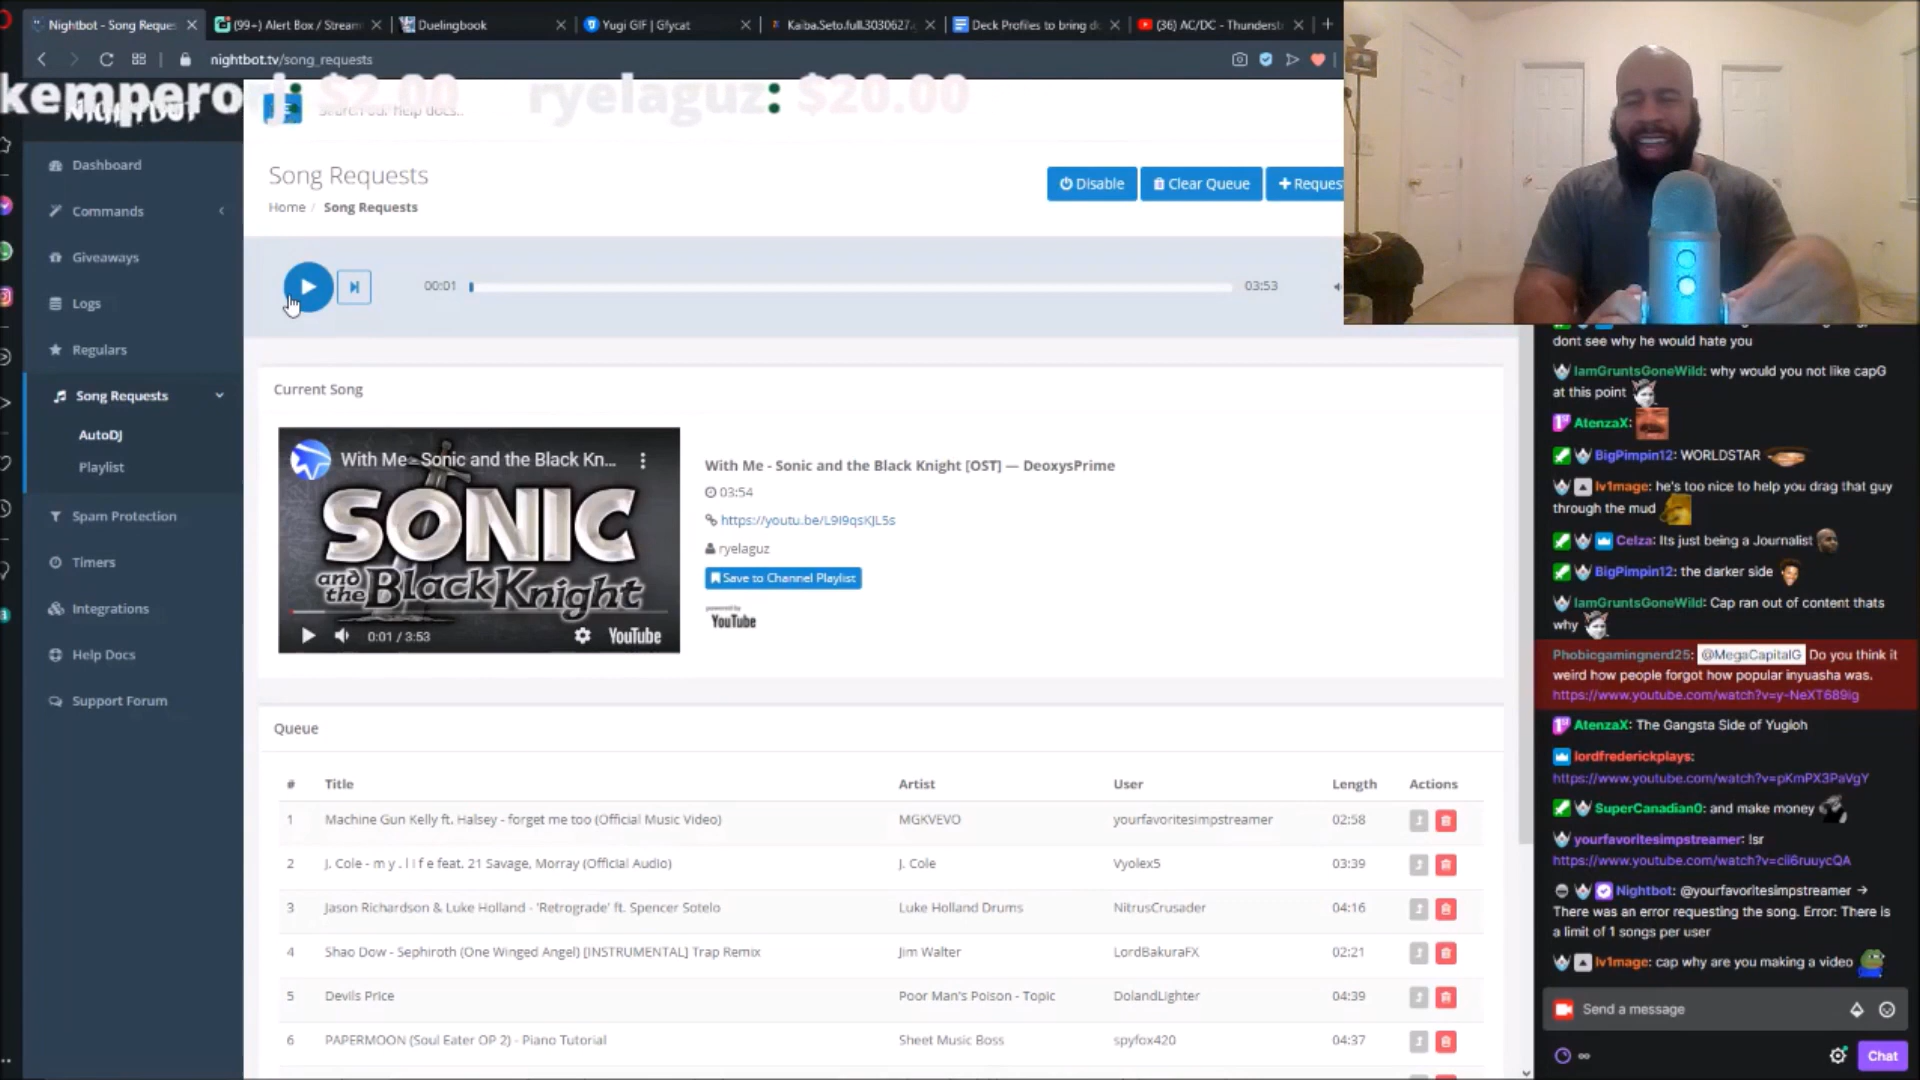 Nightbot - Song Reques
(99+) Alert Box / Stream
Duelingbook
Yugi GIF | Gfycat
Kaiba.Seto.full.3030627.
Deck Profiles to bring d
(36) AC/DC - Thunderst
nightbot.tv/song_requests
kemperor $2.00 ryelaguz: $20.00
Search our help docs..
Dashboard
Commands
Giveaways
Logs
Regulars
Song Requests
AutoDJ
Playlist
Spam Protection
Timers
Integrations
Help Docs
Support Forum
Song Requests
Home / Song Requests
Disable
Clear Queue
+ Reques
00:01
03:53
Current Song
With Me - Sonic and the Black Kn...
SONIC
and the Black Knight
0:01 / 3:53
YouTube
With Me - Sonic and the Black Knight [OST] — DeoxysPrime
03:54
https://youtu.be/L9I9qsKJL5s
ryelaguz
Save to Channel Playlist
powered by
YouTube
Queue
# Title Artist User Length Actions
1 Machine Gun Kelly ft. Halsey - forget me too (Official Music Video) MGKVEVO yourfavoritesimpstreamer 02:58
2 J. Cole - m y . l i f e feat. 21 Savage, Morray (Official Audio) J. Cole Vyolex5 03:39
3 Jason Richardson & Luke Holland - 'Retrograde' ft. Spencer Sotelo Luke Holland Drums NitrusCrusader 04:16
4 Shao Dow - Sephiroth (One Winged Angel) [INSTRUMENTAL] Trap Remix Jim Walter LordBakuraFX 02:21
5 Devils Price Poor Man's Poison - Topic DolandLighter 04:39
6 PAPERMOON (Soul Eater OP 2) - Piano Tutorial Sheet Music Boss spyfox420 04:37
dont see why he would hate you
IamGruntsGoneWild: why would you not like capG
at this point
AtenzaX:
BigPimpin12: WORLDSTAR
lv1mage: he's too nice to help you drag that guy
through the mud
Celza: Its just being a Journalist
BigPimpin12: the darker side
IamGruntsGoneWild: Cap ran out of content thats
why
Phobicgamingnerd25: @MegaCapitalG Do you think it
weird how people forgot how popular inyuasha was.
https://www.youtube.com/watch?v=y-NeXT689ig
AtenzaX: The Gangsta Side of Yugioh
lordfrederickplays:
https://www.youtube.com/watch?v=pKmPX3PaVgY
SuperCanadian0: and make money
yourfavoritesimpstreamer: !sr
https://www.youtube.com/watch?v=cii6ruuycQA
Nightbot: @yourfavoritesimpstreamer →
There was an error requesting the song. Error: There is
a limit of 1 songs per user
lv1mage: cap why are you making a video
Send a message
Chat